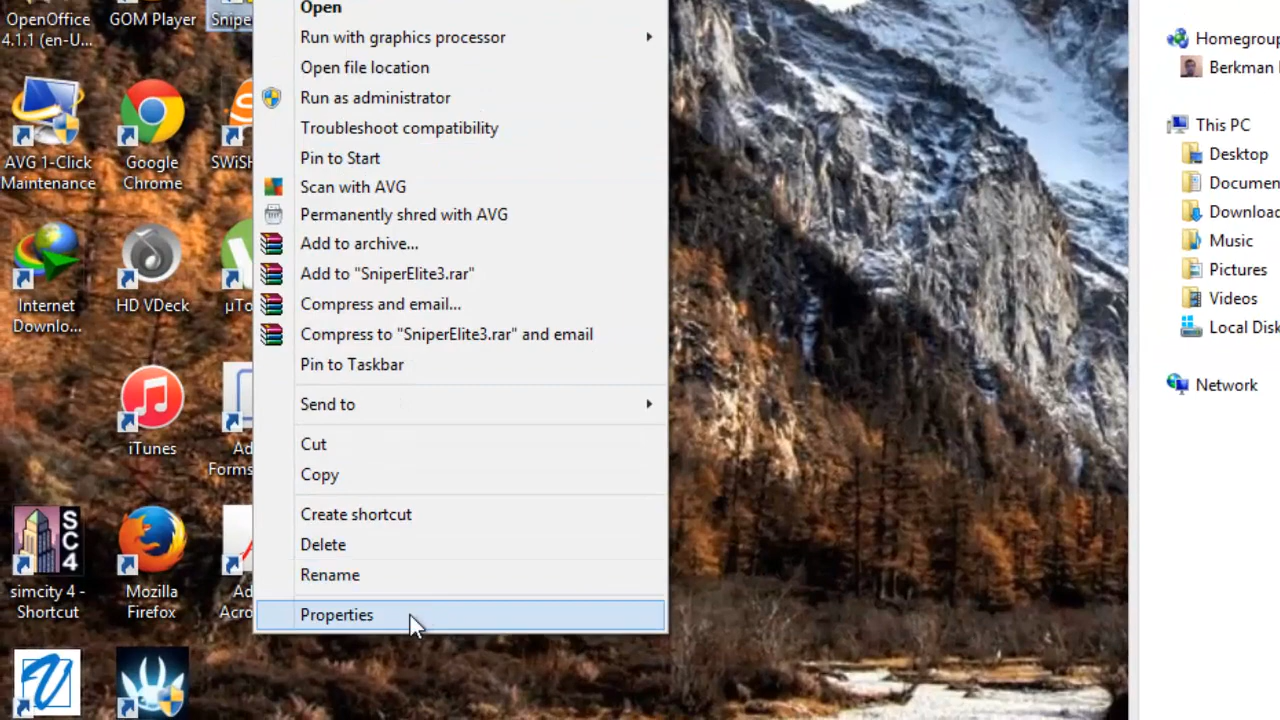 OpenOffice
4.1.1 (en-U...
GOM Player
Snipe
AVG 1-Click
Maintenance
Google
Chrome
SWiSH
Internet
Downlo...
HD VDeck
µTo
iTunes
Ad
Forms
simcity 4 -
Shortcut
Mozilla
Firefox
Ad
Acro
SC4
Open
Run with graphics processor
Open file location
Run as administrator
Troubleshoot compatibility
Pin to Start
Scan with AVG
Permanently shred with AVG
Add to archive...
Add to "SniperElite3.rar"
Compress and email...
Compress to "SniperElite3.rar" and email
Pin to Taskbar
Send to
Cut
Copy
Create shortcut
Delete
Rename
Properties
Homegroup
Berkman
This PC
Desktop
Documen
Download
Music
Pictures
Videos
Local Disk
Network